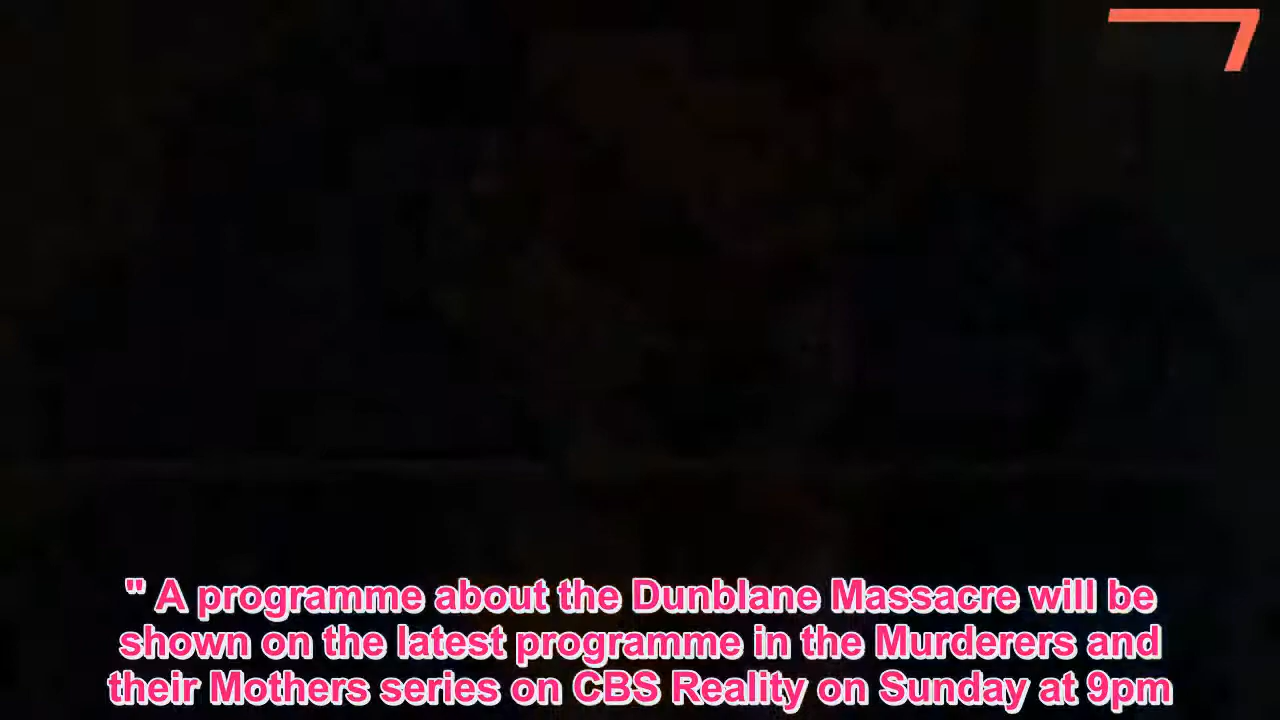 " A programme about the Dunblane Massacre will be
shown on the latest programme in the Murderers and
their Mothers series on CBS Reality on Sunday at 9pm